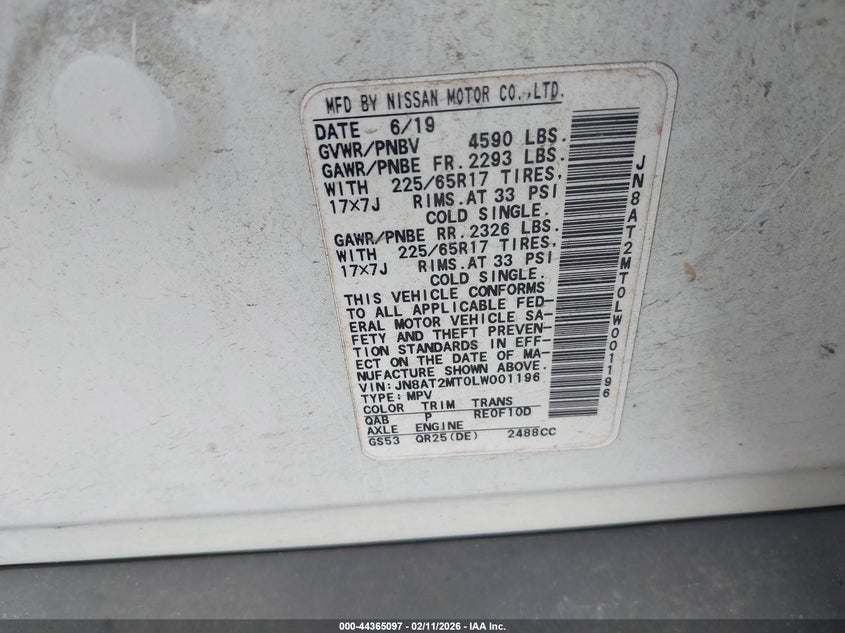 MFD BY NISSAN MOTOR CO.,LTD.
DATE 6/19
GVWR/PNBV 4590 LBS.
GAWR/PNBE FR. 2293 LBS.
WITH 225/65R17 TIRES,
17X7J RIMS.AT 33 PSI
COLD SINGLE.
GAWR/PNBE RR. 2326 LBS.
WITH 225/65R17 TIRES,
17X7J RIMS.AT 33 PSI
COLD SINGLE.
THIS VEHICLE CONFORMS
TO ALL APPLICABLE FED-
ERAL MOTOR VEHICLE SA-
FETY AND THEFT PREVEN-
TION STANDARDS IN EFF-
ECT ON THE DATE OF MA-
NUFACTURE SHOWN ABOVE.
VIN:JN8AT2MT0LW001196
TYPE:MPV
COLOR TRIM TRANS
QAB P RE0F10D
AXLE ENGINE
GS53 QR25(DE) 2488CC
JN8AT2MT0LW001196
000-44365097 - 02/11/2026 - IAA Inc.